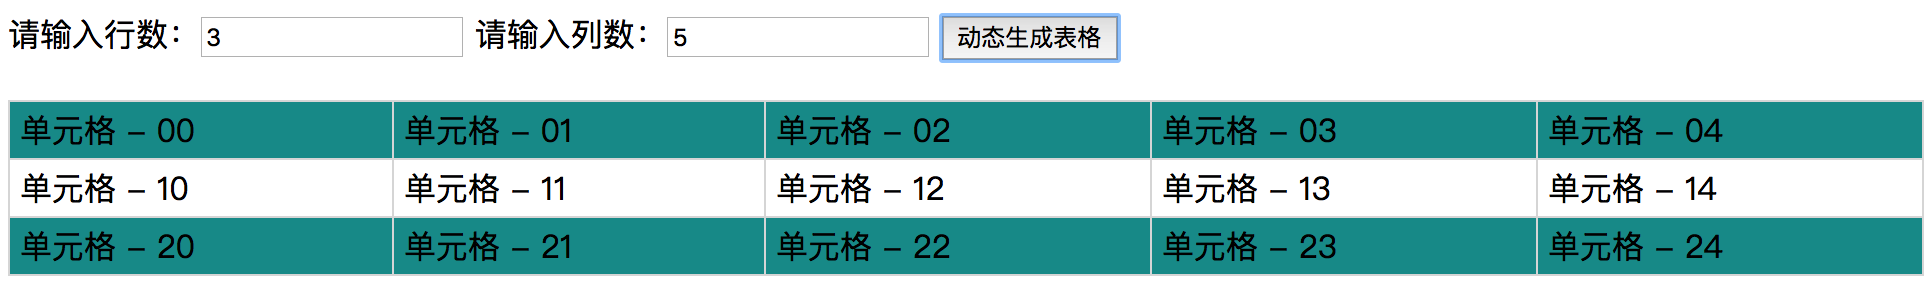 请输入行数： 3 请输入列数： 5 动态生成表格
单元格 – 00 单元格 – 01 单元格 – 02 单元格 – 03 单元格 – 04
单元格 – 10 单元格 – 11 单元格 – 12 单元格 – 13 单元格 – 14
单元格 – 20 单元格 – 21 单元格 – 22 单元格 – 23 单元格 – 24